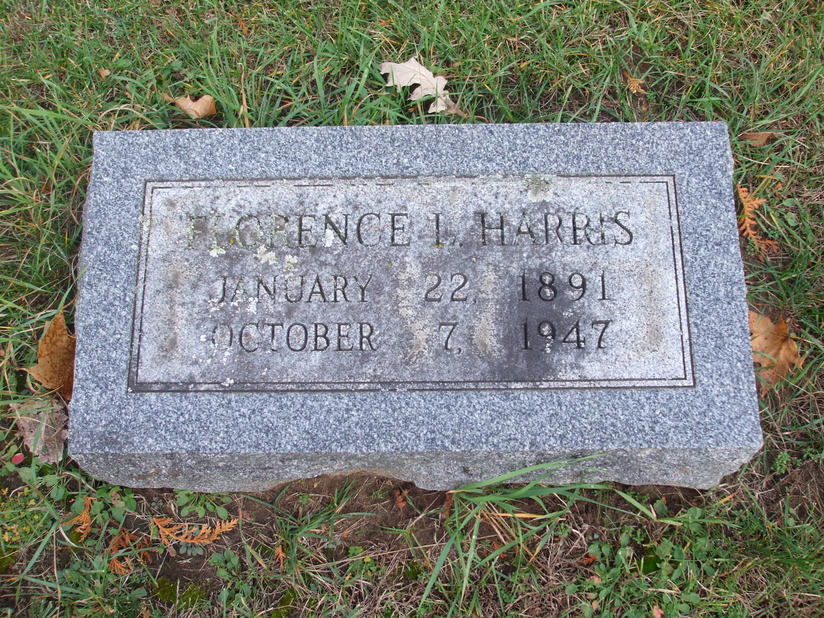 FLORENCE L. HARRIS
JANUARY 22, 1891
OCTOBER 7, 1947